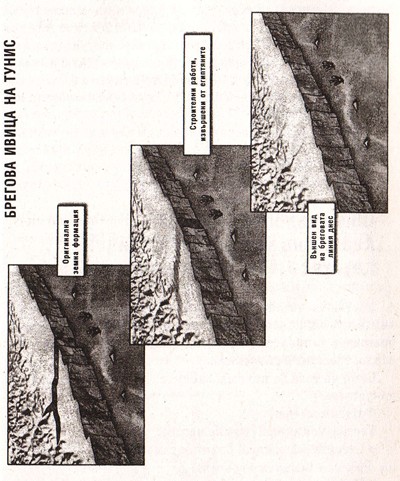 БРЕГОВА ИВИЦА НА ТУНИС
Оригинална
земна формация
Строителни работи,
извършени от египтяните
Външен вид
на бреговата
линия днес